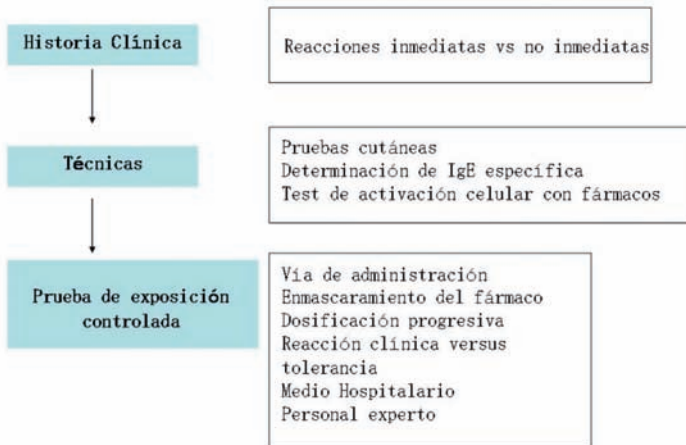 Historia Clínica
Reacciones inmediatas vs no inmediatas
Técnicas
Pruebas cutáneas
Determinación de IgE específica
Test de activación celular con fármacos
Prueba de exposición
controlada
Vía de administración
Enmascaramiento del fármaco
Dosificación progresiva
Reacción clínica versus
tolerancia
Medio Hospitalario
Personal experto